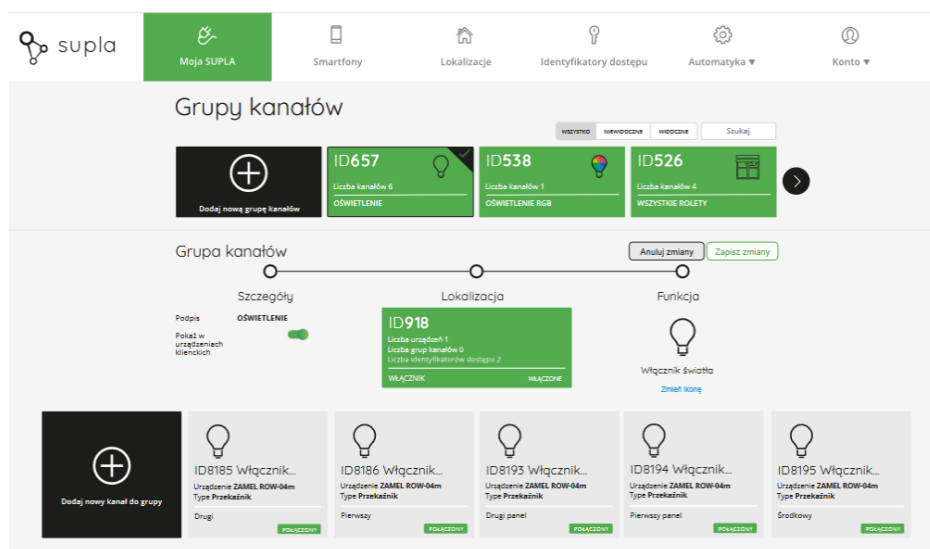 supla
Moja SUPLA
Smartfony
Lokalizacje
Identyfikatory dostępu
Automatyka ▼
Konto ▼
Grupy kanałów
WSZYSTKO NIEWIDOCZNE WIDOCZNE Szukaj
Dodaj nową grupę kanałów
ID657
Liczba kanałów 6
OŚWIETLENIE
ID538
Liczba kanałów 1
OŚWIETLENIE RGB
ID526
Liczba kanałów 4
WSZYSTKIE ROLETY
Grupa kanałów
Anuluj zmiany
Zapisz zmiany
Szczegóły
Podpis OŚWIETLENIE
Pokaż w
urządzeniach
klienckich
Lokalizacja
ID918
Liczba urządzeń 1
Liczba grup kanałów 0
Liczba identyfikatorów dostępu 2
WŁĄCZNIK WŁĄCZONE
Funkcja
Włącznik światła
Zmień ikonę
Dodaj nowy kanał do grupy
ID8185 Włącznik...
Urządzenie ZAMEL ROW-04m
Type Przekaźnik
Drugi
POŁĄCZONY
ID8186 Włącznik...
Urządzenie ZAMEL ROW-04m
Type Przekaźnik
Pierwszy
POŁĄCZONY
ID8193 Włącznik...
Urządzenie ZAMEL ROW-04m
Type Przekaźnik
Drugi panel
POŁĄCZONY
ID8194 Włącznik...
Urządzenie ZAMEL ROW-04m
Type Przekaźnik
Pierwszy panel
POŁĄCZONY
ID8195 Włącznik...
Urządzenie ZAMEL ROW-04m
Type Przekaźnik
Środkowy
POŁĄCZONY